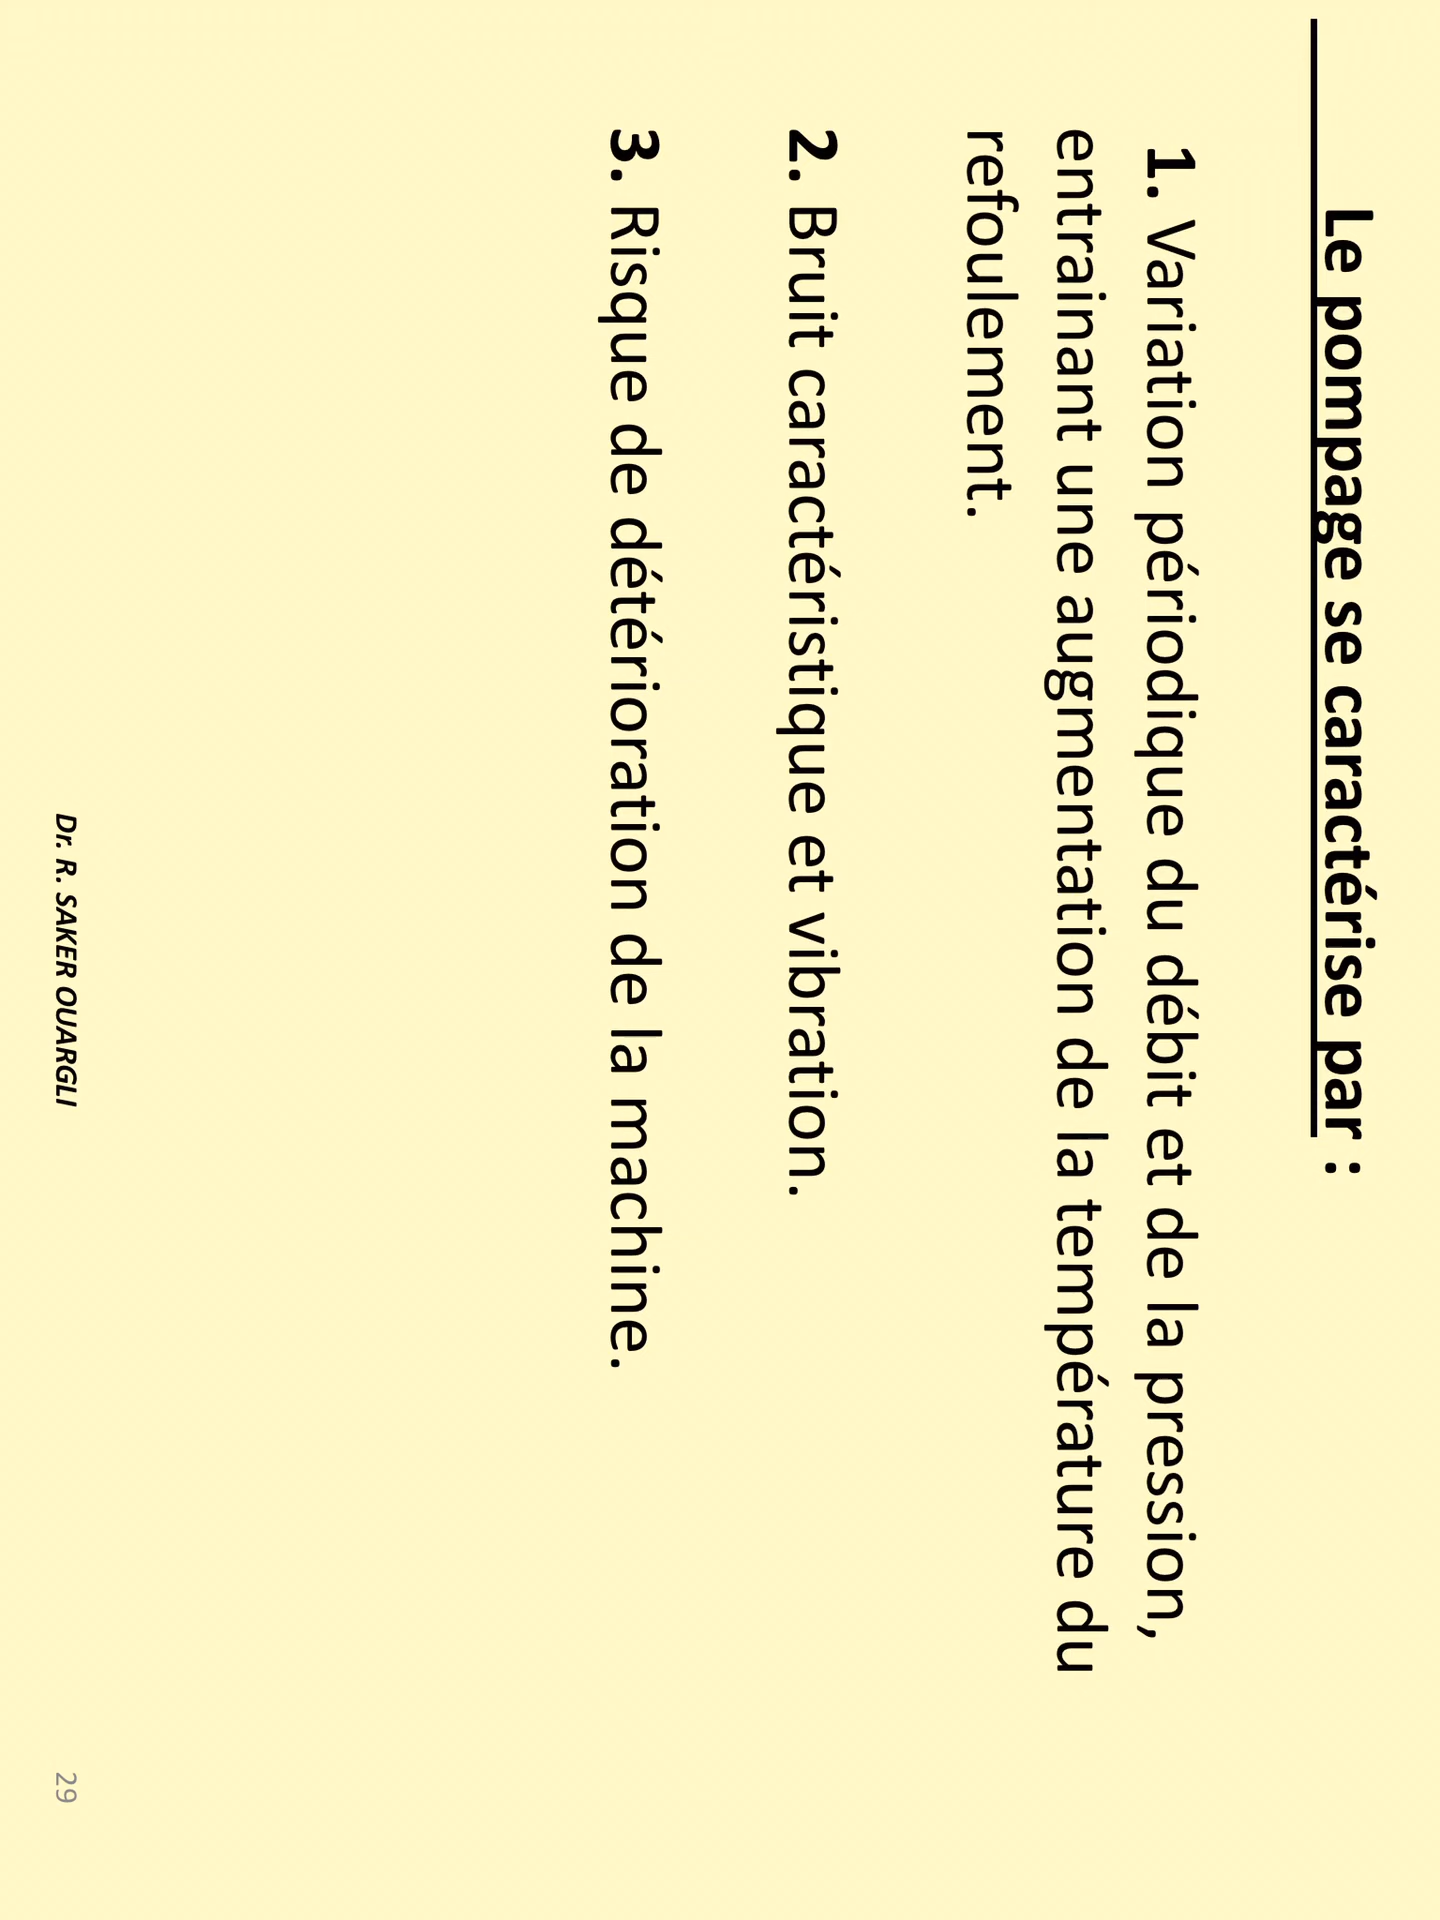 Le pompage se caractérise par :
1. Variation périodique du débit et de la pression,
entrainant une augmentation de la température du
refoulement.
2. Bruit caractéristique et vibration.
3. Risque de détérioration de la machine.
Dr. R. SAKER OUARGLI
29